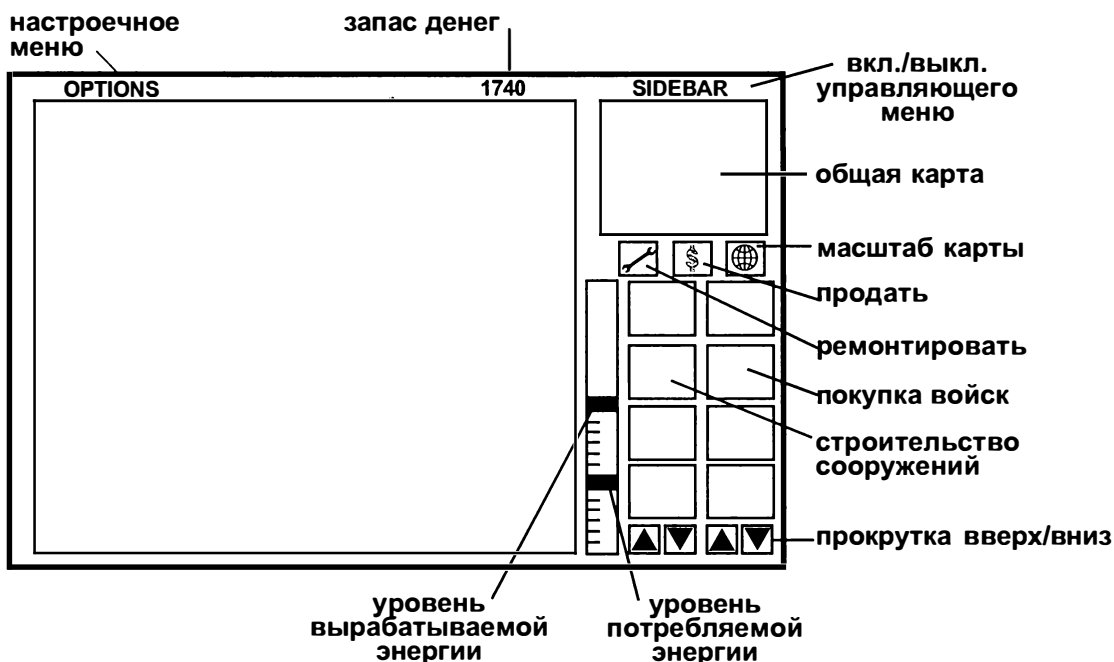 настроечное
меню
запас денег
OPTIONS
1740
SIDEBAR
вкл./выкл.
управляющего
меню
общая карта
масштаб карты
продать
ремонтировать
покупка войск
строительство
сооружений
прокрутка вверх/вниз
уровень
вырабатываемой
энергии
уровень
потребляемой
энергии